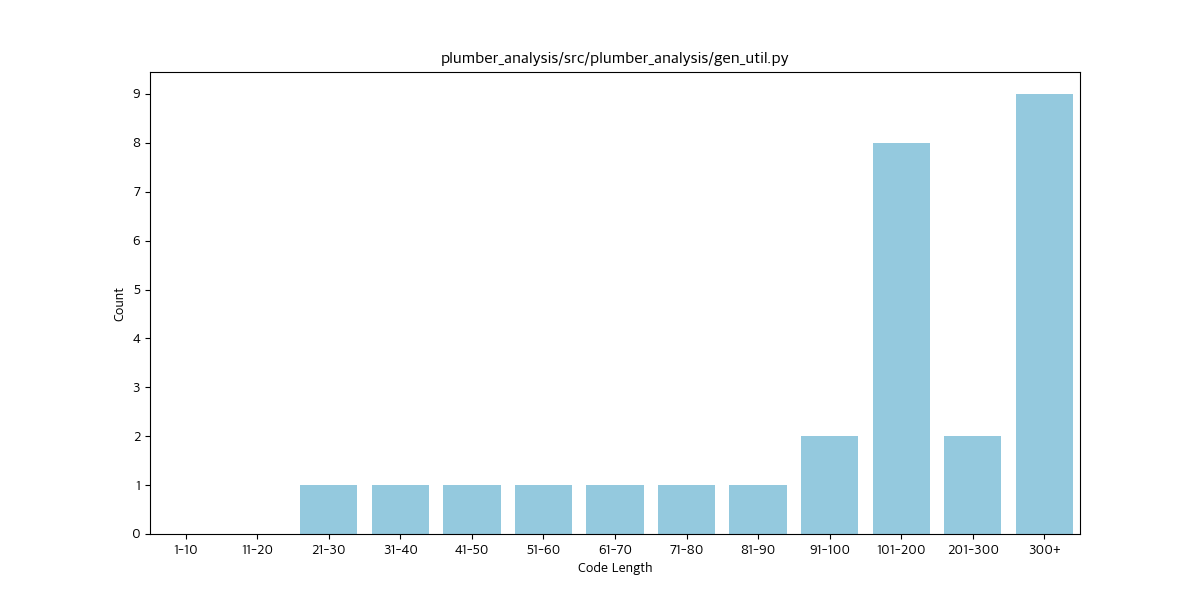 plumber_analysis/src/plumber_analysis/gen_util.py
9
8
7
6
5
4
3
2
1
0
Count
1-10 11-20 21-30 31-40 41-50 51-60 61-70 71-80 81-90 91-100 101-200 201-300 300+
Code Length